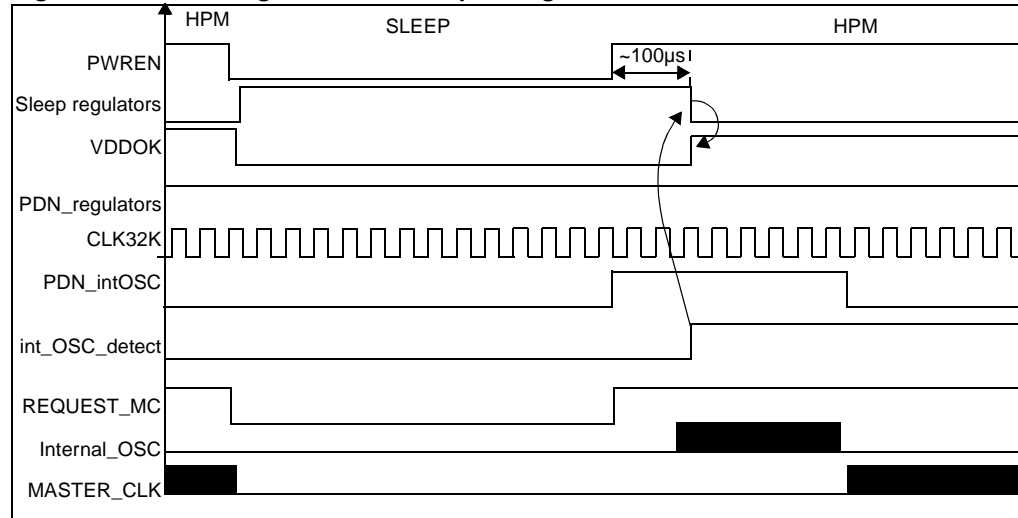 HPM SLEEP HPM
PWREN ~100µs
Sleep regulators
VDDOK
PDN_regulators
CLK32K
PDN_intOSC
int_OSC_detect
REQUEST_MC
Internal_OSC
MASTER_CLK